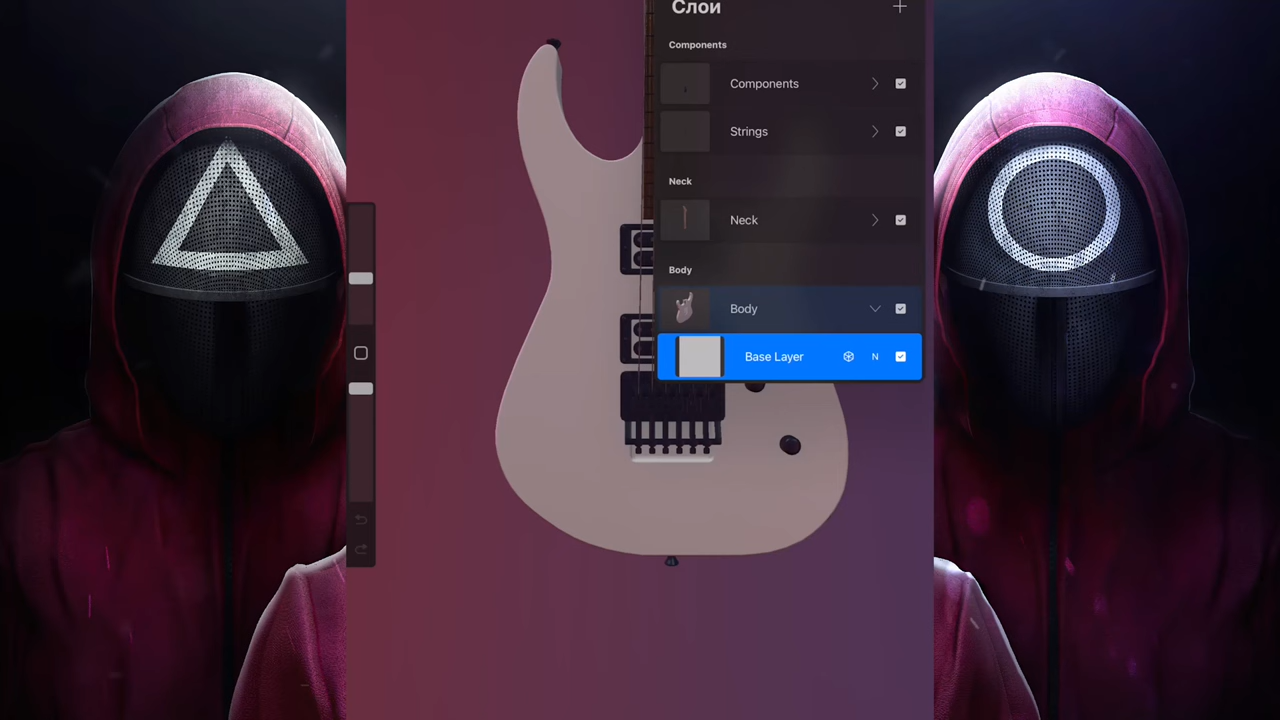 Слои
Components
Components
Strings
Neck
Neck
Body
Body
Base Layer N